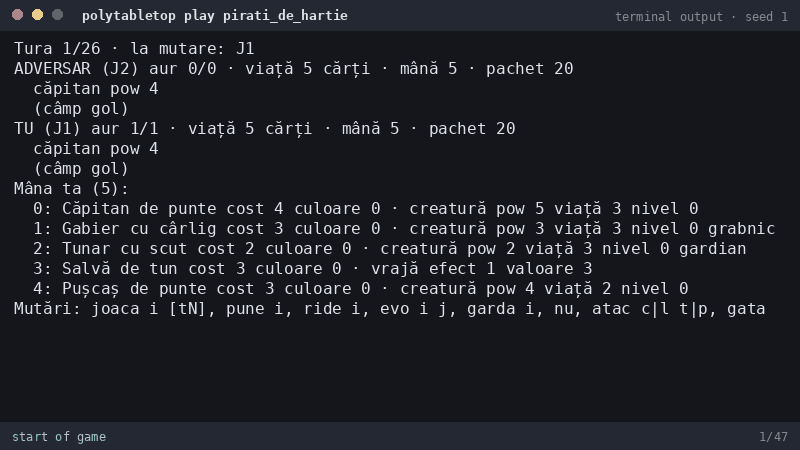 polytabletop play pirati_de_hartie
terminal output · seed 1
Tura 1/26 · la mutare: J1
ADVERSAR (J2) aur 0/0 · viață 5 cărți · mână 5 · pachet 20
căpitan pow 4
(câmp gol)
TU (J1) aur 1/1 · viață 5 cărți · mână 5 · pachet 20
căpitan pow 4
(câmp gol)
Mâna ta (5):
0: Căpitan de punte cost 4 culoare 0 · creatură pow 5 viață 3 nivel 0
1: Gabier cu cârlig cost 3 culoare 0 · creatură pow 3 viață 3 nivel 0 grabnic
2: Tunar cu scut cost 2 culoare 0 · creatură pow 2 viață 3 nivel 0 gardian
3: Salvă de tun cost 3 culoare 0 · vrajă efect 1 valoare 3
4: Pușcaș de punte cost 3 culoare 0 · creatură pow 4 viață 2 nivel 0
Mutări: joaca i [tN], pune i, ride i, evo i j, garda i, nu, atac c|l t|p, gata
start of game
1/47